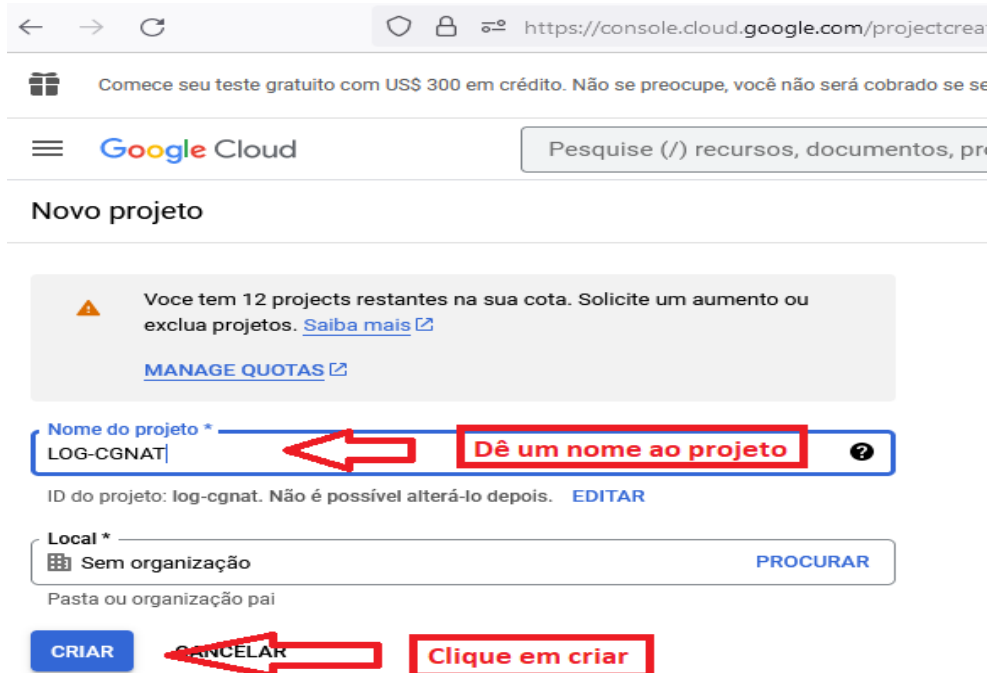 https://console.cloud.google.com/projectcrea
Comece seu teste gratuito com US$ 300 em crédito. Não se preocupe, você não será cobrado se se
Google Cloud
Pesquise (/) recursos, documentos, pr
Novo projeto
Voce tem 12 projects restantes na sua cota. Solicite um aumento ou
exclua projetos. Saiba mais
MANAGE QUOTAS
Nome do projeto *
LOG-CGNAT
Dê um nome ao projeto
?
ID do projeto: log-cgnat. Não é possível alterá-lo depois. EDITAR
Local *
Sem organização
PROCURAR
Pasta ou organização pai
CRIAR
CANCELAR
Clique em criar